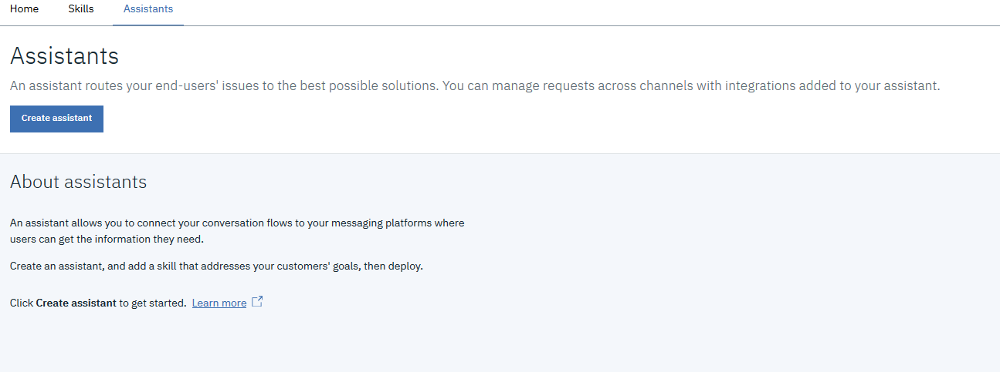 Home Skills Assistants
Assistants
An assistant routes your end-users' issues to the best possible solutions. You can manage requests across channels with integrations added to your assistant.
Create assistant
About assistants
An assistant allows you to connect your conversation flows to your messaging platforms where
users can get the information they need.
Create an assistant, and add a skill that addresses your customers' goals, then deploy.
Click Create assistant to get started. Learn more